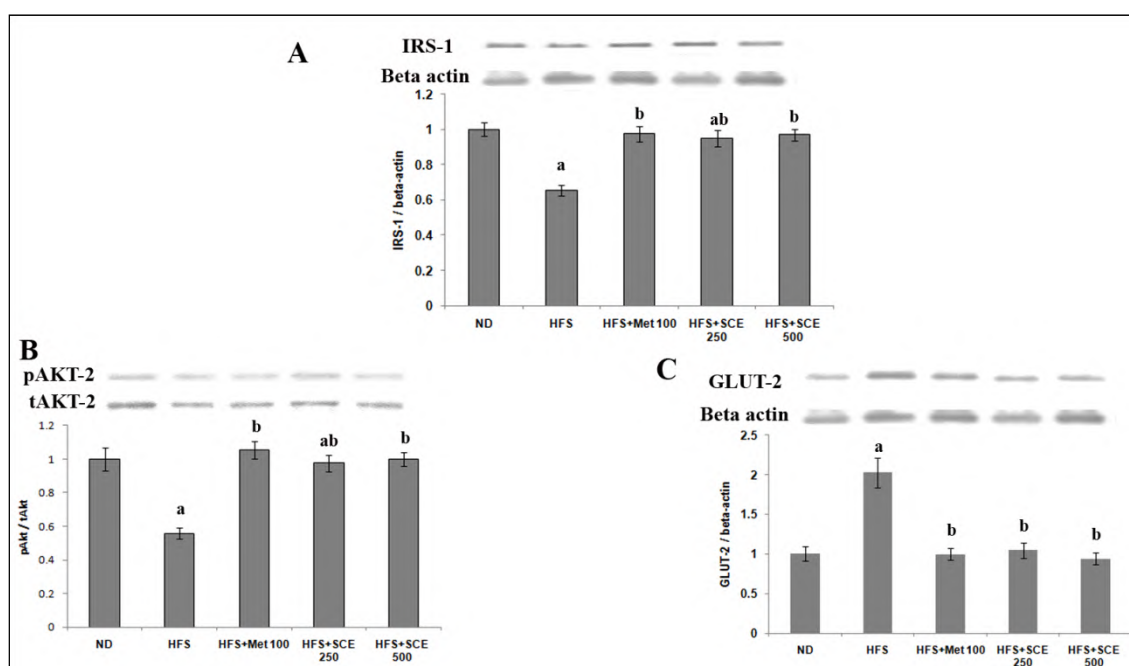 A
IRS-1
Beta actin
1.2
1
0.8
0.6
0.4
0.2
0
IRS-1 / beta-actin
a
b
ab
b
ND HFS HFS+Met 100 HFS+SCE 250 HFS+SCE 500
B
pAKT-2
tAKT-2
1.2
1
0.8
0.6
0.4
0.2
0
pAkt / tAkt
a
b
ab
b
ND HFS HFS+Met 100 HFS+SCE 250 HFS+SCE 500
C
GLUT-2
Beta actin
2.5
2
1.5
1
0.5
0
GLUT-2 / beta-actin
a
b
b
b
ND HFS HFS+Met 100 HFS+SCE 250 HFS+SCE 500